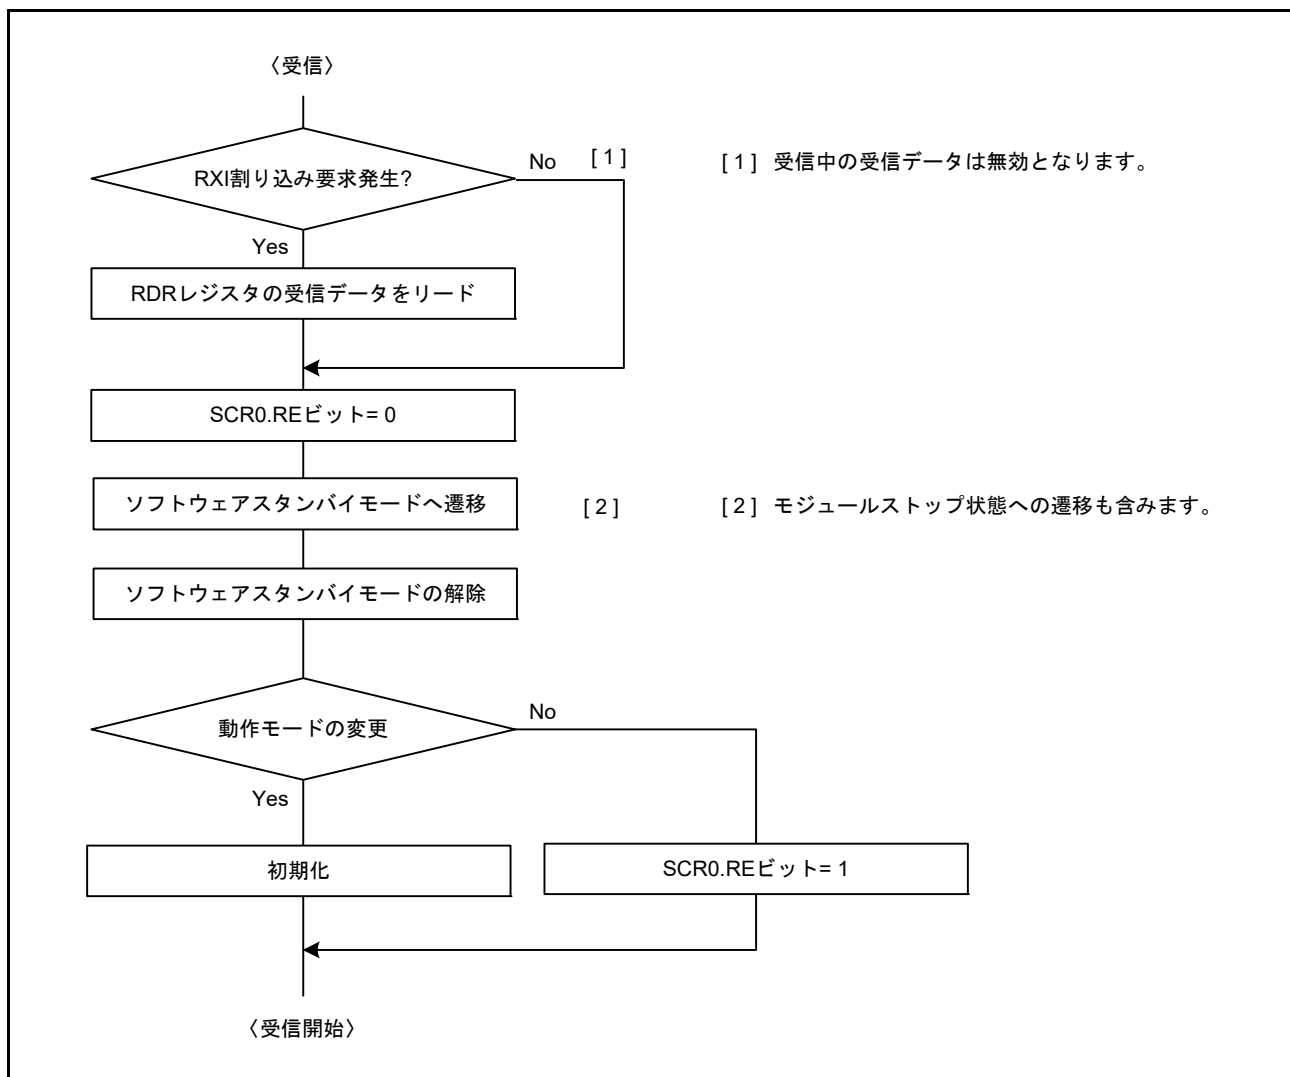 〈受信〉
RXI割り込み要求発生?
No
[ 1 ]
[ 1 ] 受信中の受信データは無効となります。
Yes
RDRレジスタの受信データをリード
SCR0.REビット= 0
ソフトウェアスタンバイモードへ遷移
[ 2 ]
[ 2 ] モジュールストップ状態への遷移も含みます。
ソフトウェアスタンバイモードの解除
動作モードの変更
No
Yes
初期化
SCR0.REビット= 1
〈受信開始〉